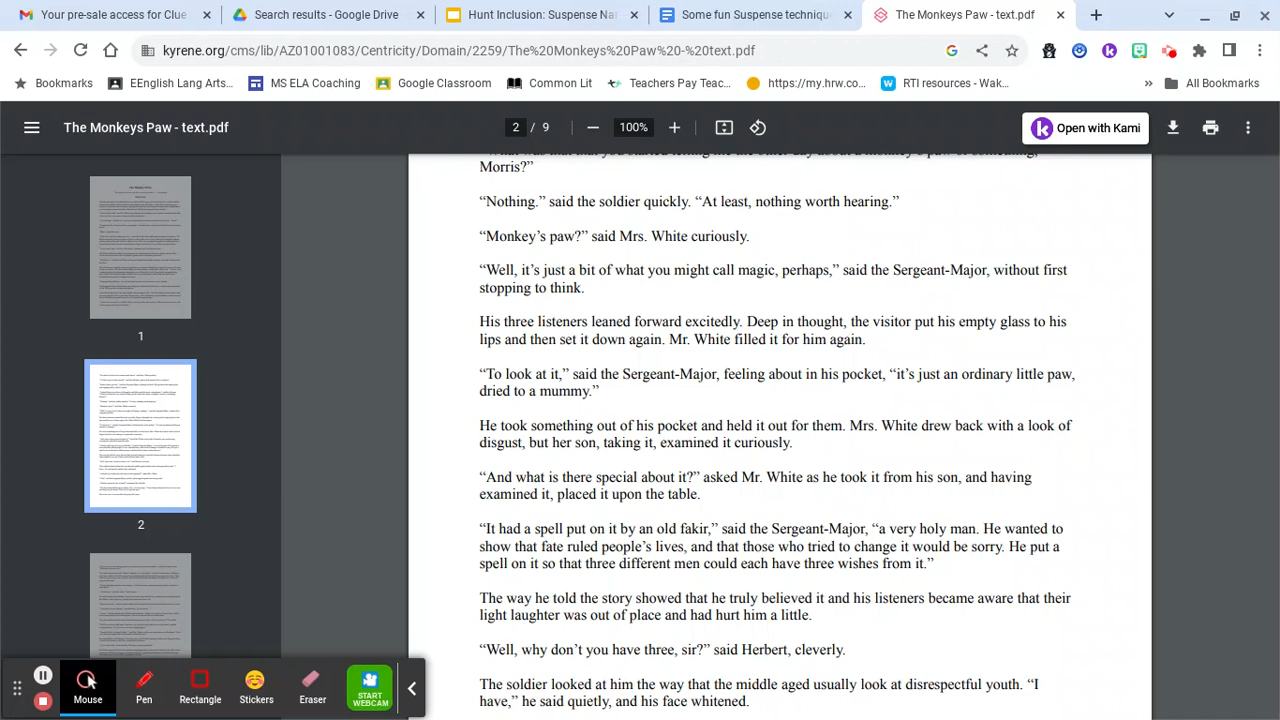 Your pre-sale access for Clue
Search results - Google Driv
Hunt Inclusion: Suspense Nar
Some fun Suspense technique
The Monkeys Paw - text.pdf
kyrene.org/cms/lib/AZ01001083/Centricity/Domain/2259/The%20Monkeys%20Paw%20-%20text.pdf
Bookmarks
EEnglish Lang Arts...
MS ELA Coaching
Google Classroom
Common Lit
Teachers Pay Teac...
https://my.hrw.co...
RTI resources - Wak...
»
All Bookmarks
The Monkeys Paw - text.pdf
2 / 9
100%
Open with Kami
Morris?”
“Nothing,” said the soldier quickly. “At least, nothing worth hearing.”
“Monkey’s paw?” said Mrs. White curiously.
“Well, it’s just a bit of what you might call magic, perhaps,” said the Sergeant-Major, without first
stopping to think.
His three listeners leaned forward excitedly. Deep in thought, the visitor put his empty glass to his
lips and then set it down again. Mr. White filled it for him again.
“To look at,” said the Sergeant-Major, feeling about in his pocket, “it’s just an ordinary little paw,
dried to a mummy.”
He took something out of his pocket and held it out for them. Mrs. White drew back with a look of
disgust, but her son, taking it, examined it curiously.
“And what is there special about it?” asked Mr. White as he took it from his son, and having
examined it, placed it upon the table.
“It had a spell put on it by an old fakir,” said the Sergeant-Major, “a very holy man. He wanted to
show that fate ruled people’s lives, and that those who tried to change it would be sorry. He put a
spell on it so that three different men could each have three wishes from it.”
The way he told the story showed that he truly believed it and his listeners became aware that their
light laughter was out of place and had hurt him a little.
“Well, why don’t you have three, sir?” said Herbert, cleverly.
The soldier looked at him the way that the middle aged usually look at disrespectful youth. “I
have,” he said quietly, and his face whitened.
1
2
Mouse
Pen
Rectangle
Stickers
Eraser
START
WEBCAM